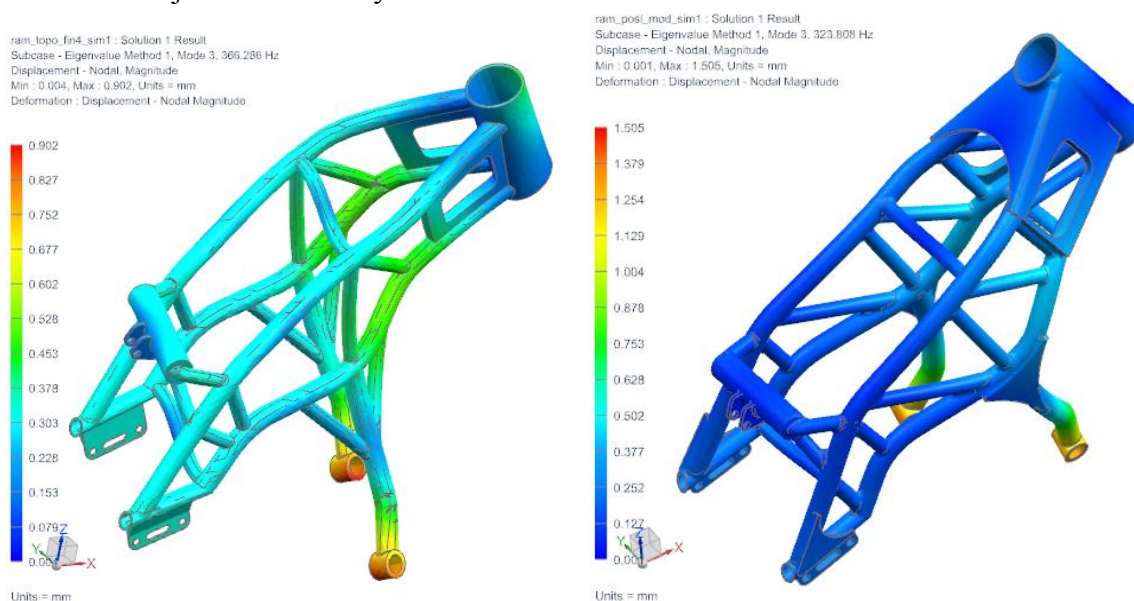 ram_topo_fin4_sim1 : Solution 1 Result
Subcase - Eigenvalue Method 1, Mode 3, 366.286 Hz
Displacement - Nodal, Magnitude
Min : 0.004, Max : 0.902, Units = mm
Deformation : Displacement - Nodal Magnitude
0.902
0.827
0.752
0.677
0.602
0.528
0.453
0.378
0.303
0.228
0.153
0.079
Z
Y
X
Units = mm
ram_posl_mod_sim1 : Solution 1 Result
Subcase - Eigenvalue Method 1, Mode 3, 323.808 Hz
Displacement - Nodal, Magnitude
Min : 0.001, Max : 1.505, Units = mm
Deformation : Displacement - Nodal Magnitude
1.505
1.379
1.254
1.129
1.004
0.878
0.753
0.628
0.502
0.377
0.252
0.127
Z
Y
X
Units = mm